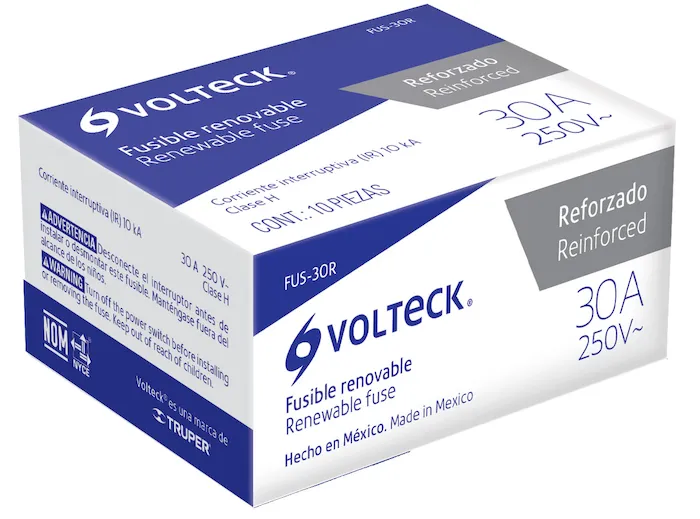 FUS-30R
VOLTECK®
Fusible renovable
Renewable fuse
Reforzado
Reinforced
30A
250V~
Corriente interruptiva (IR) 10 kA
Clase H
CONT.: 10 PIEZAS
Corriente interruptiva (IR) 10 kA
30 A 250 V~
Clase H
ADVERTENCIA Desconecte el interruptor antes de
instalar o desmontar este fusible. Manténgase fuera del
alcance de los niños.
WARNING Turn off the power switch before installing
or removing the fuse. Keep out of reach of children.
NOM
NYCE
Volteck® es una marca de
TRUPER®
FUS-30R
VOLTECK®
Fusible renovable
Renewable fuse
Hecho en México. Made in Mexico
Reforzado
Reinforced
30A
250V~